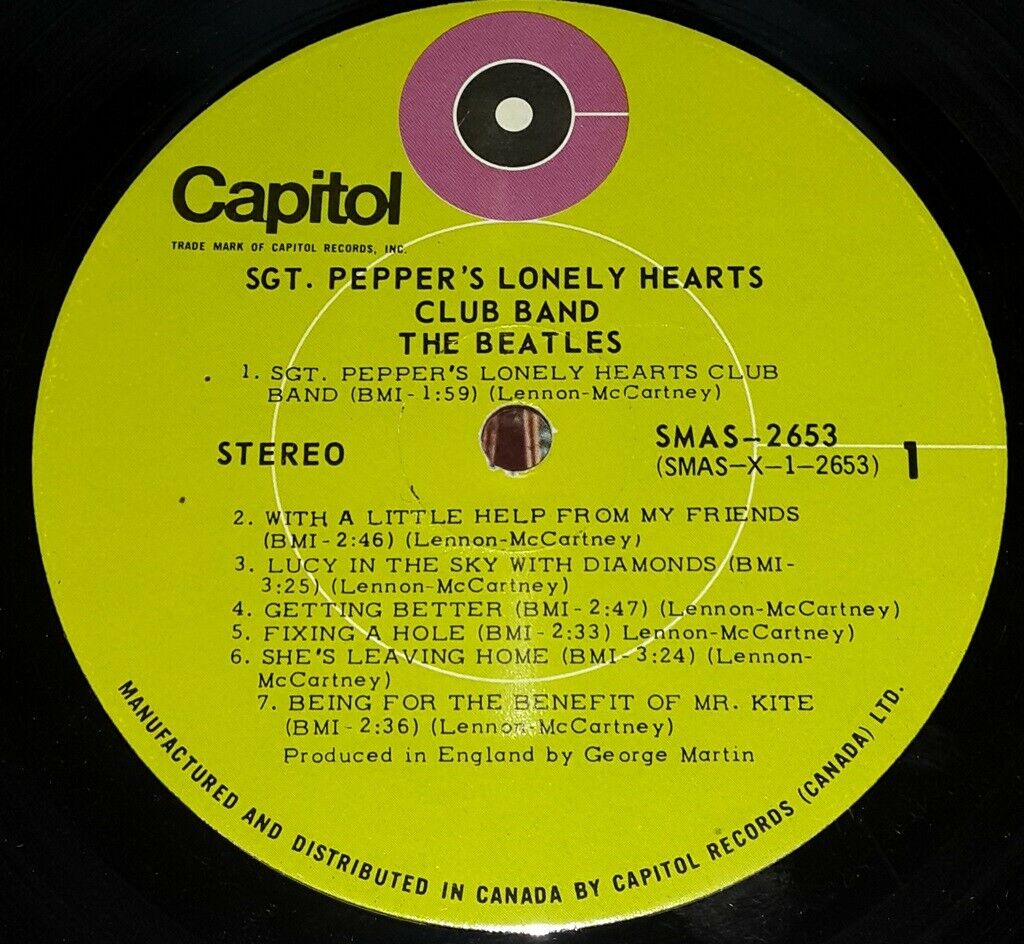 Capitol
TRADE MARK OF CAPITOL RECORDS, INC.
SGT. PEPPER'S LONELY HEARTS
CLUB BAND
THE BEATLES
1. SGT. PEPPER'S LONELY HEARTS CLUB
BAND (BMI-1:59) (Lennon-McCartney)
STEREO
SMAS-2653
(SMAS-X-1-2653)
1
2. WITH A LITTLE HELP FROM MY FRIENDS
(BMI-2:46) (Lennon-McCartney)
3. LUCY IN THE SKY WITH DIAMONDS (BMI-
3:25) (Lennon-McCartney)
4. GETTING BETTER (BMI-2:47) (Lennon-McCartney)
5. FIXING A HOLE (BMI-2:33) Lennon-McCartney)
6. SHE'S LEAVING HOME (BMI-3:24) (Lennon-
McCartney)
7. BEING FOR THE BENEFIT OF MR. KITE
(BMI-2:36) (Lennon-McCartney)
Produced in England by George Martin
MANUFACTURED AND DISTRIBUTED IN CANADA BY CAPITOL RECORDS (CANADA) LTD.